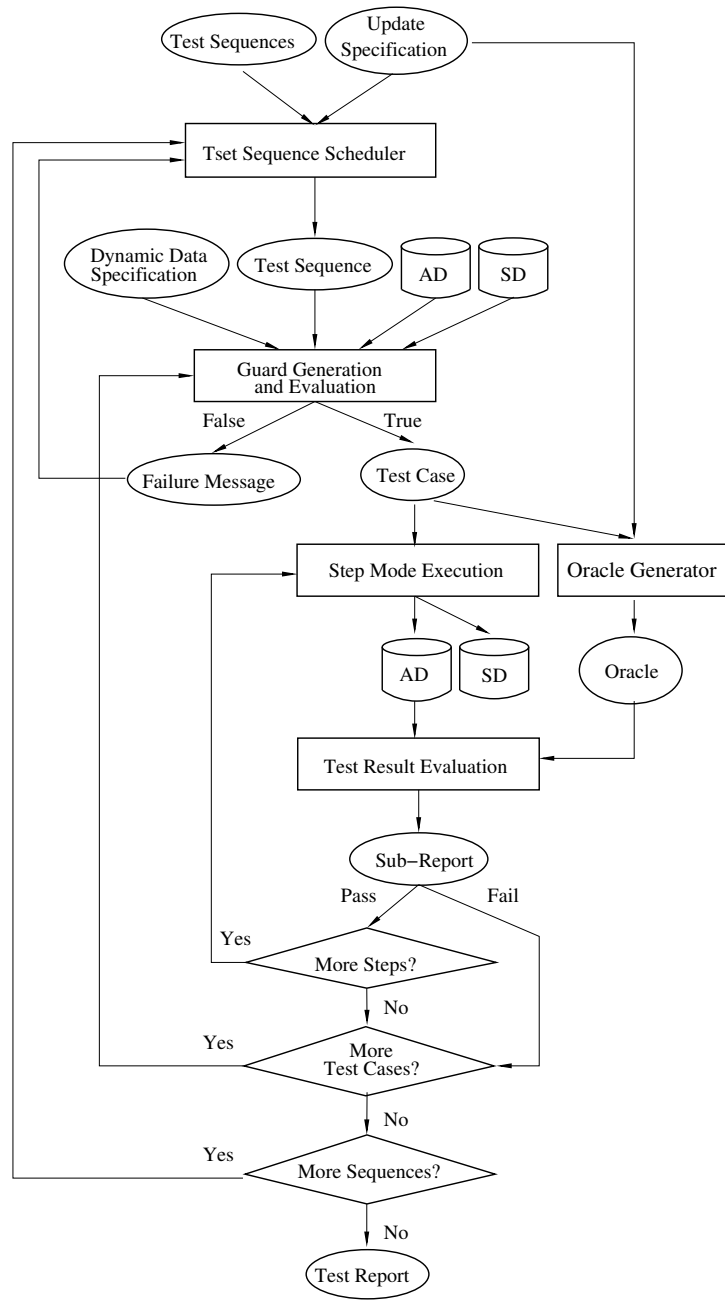 Test Sequences
Update
Specification
Tset Sequence Scheduler
Dynamic Data
Specification
Test Sequence
AD
SD
Guard Generation
and Evaluation
False
True
Failure Message
Test Case
Step Mode Execution
Oracle Generator
AD
SD
Oracle
Test Result Evaluation
Sub−Report
Pass
Fail
Yes
More Steps?
No
Yes
More
Test Cases?
No
Yes
More Sequences?
No
Test Report